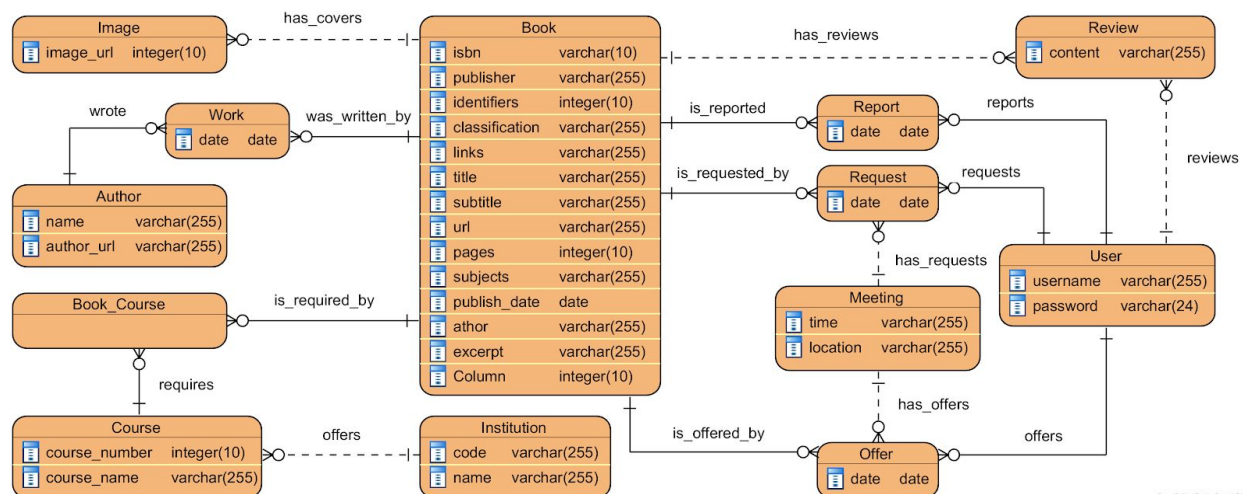 Image
image_url integer(10)
has_covers
Book
isbn varchar(10)
publisher varchar(255)
identifiers integer(10)
classification varchar(255)
links varchar(255)
title varchar(255)
subtitle varchar(255)
url varchar(255)
pages integer(10)
subjects varchar(255)
publish_date date
athor varchar(255)
excerpt varchar(255)
Column integer(10)
has_reviews
Review
content varchar(255)
wrote
Work
date date
was_written_by
is_reported
Report
date date
reports
reviews
Author
name varchar(255)
author_url varchar(255)
is_requested_by
Request
date date
requests
has_requests
User
username varchar(255)
password varchar(24)
Book_Course
is_required_by
Meeting
time varchar(255)
location varchar(255)
requires
has_offers
Course
course_number integer(10)
course_name varchar(255)
offers
Institution
code varchar(255)
name varchar(255)
is_offered_by
Offer
date date
offers